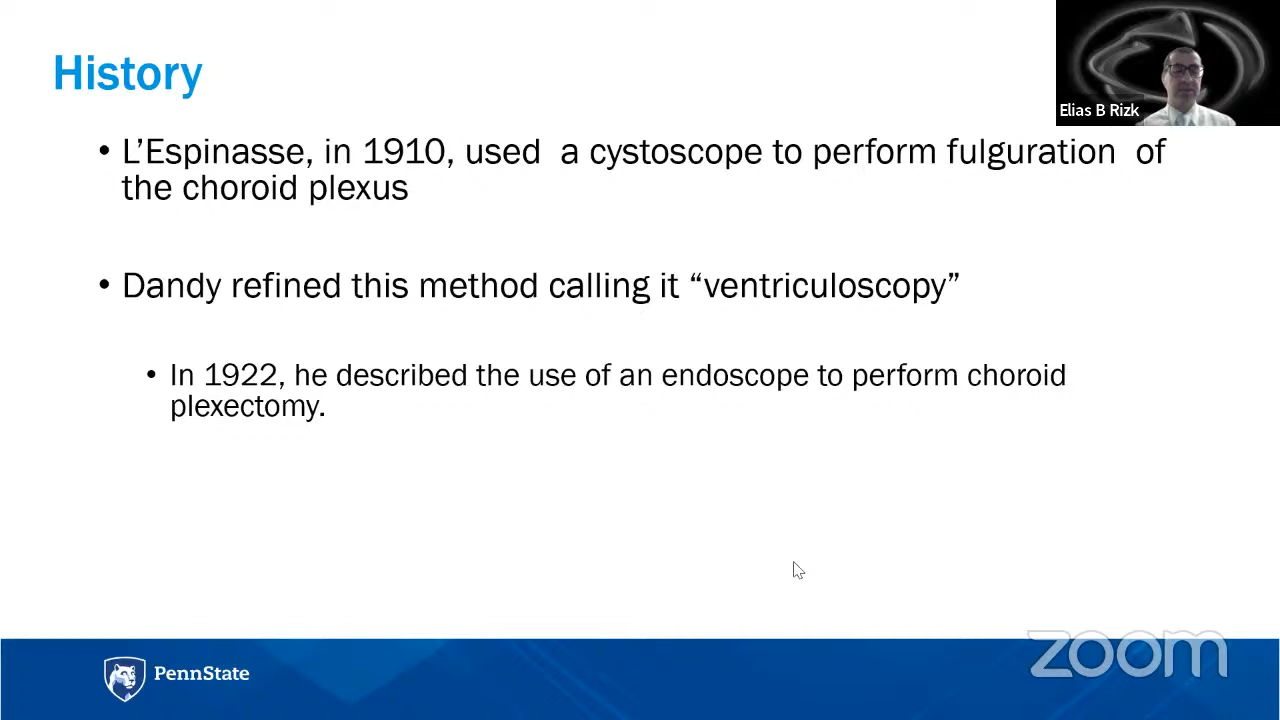 History
Elias B Rizk
• L’Espinasse, in 1910, used a cystoscope to perform fulguration of
the choroid plexus
• Dandy refined this method calling it “ventriculoscopy”
• In 1922, he described the use of an endoscope to perform choroid
plexectomy.
PennState
zoom